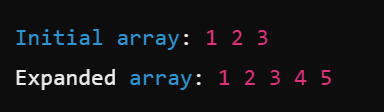 Initial array: 1 2 3
Expanded array: 1 2 3 4 5